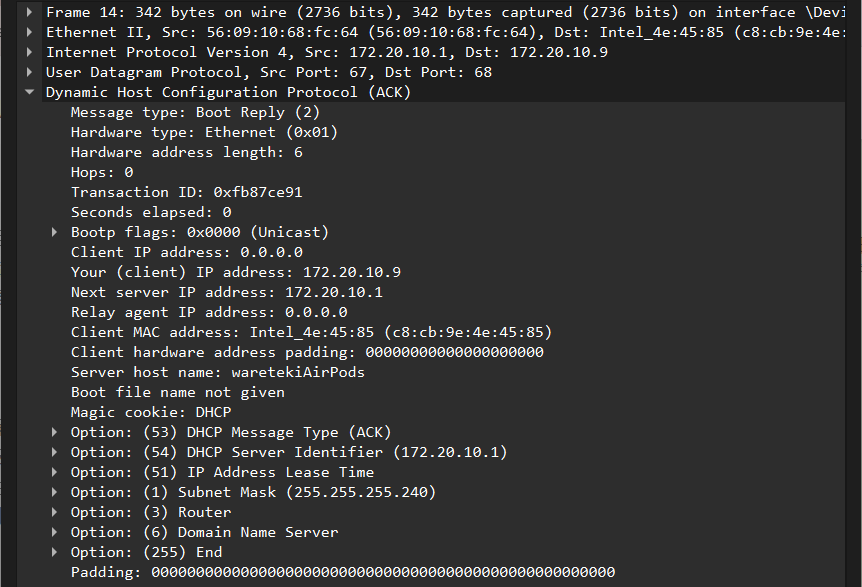 Frame 14: 342 bytes on wire (2736 bits), 342 bytes captured (2736 bits) on interface \Devi
Ethernet II, Src: 56:09:10:68:fc:64 (56:09:10:68:fc:64), Dst: Intel_4e:45:85 (c8:cb:9e:4e:
Internet Protocol Version 4, Src: 172.20.10.1, Dst: 172.20.10.9
User Datagram Protocol, Src Port: 67, Dst Port: 68
Dynamic Host Configuration Protocol (ACK)
Message type: Boot Reply (2)
Hardware type: Ethernet (0x01)
Hardware address length: 6
Hops: 0
Transaction ID: 0xfb87ce91
Seconds elapsed: 0
Bootp flags: 0x0000 (Unicast)
Client IP address: 0.0.0.0
Your (client) IP address: 172.20.10.9
Next server IP address: 172.20.10.1
Relay agent IP address: 0.0.0.0
Client MAC address: Intel_4e:45:85 (c8:cb:9e:4e:45:85)
Client hardware address padding: 00000000000000000000
Server host name: waretekiAirPods
Boot file name not given
Magic cookie: DHCP
Option: (53) DHCP Message Type (ACK)
Option: (54) DHCP Server Identifier (172.20.10.1)
Option: (51) IP Address Lease Time
Option: (1) Subnet Mask (255.255.255.240)
Option: (3) Router
Option: (6) Domain Name Server
Option: (255) End
Padding: 0000000000000000000000000000000000000000000000000000